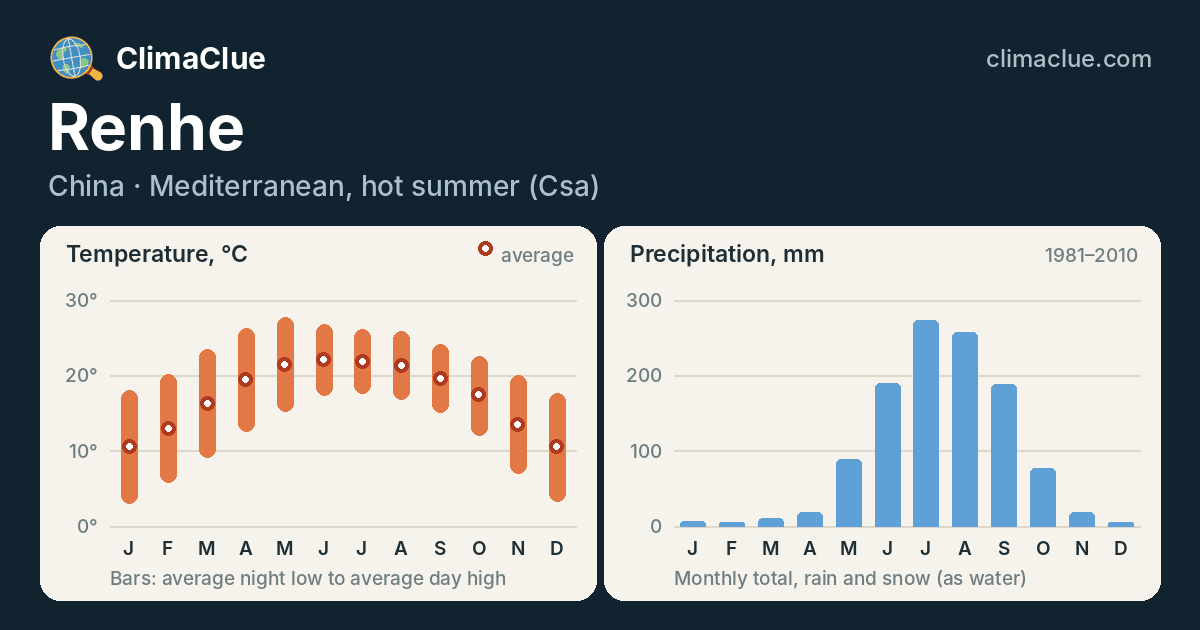 ClimaClue
climaclue.com
Renhe
China · Mediterranean, hot summer (Csa)
Temperature, °C
average
30°
20°
10°
0°
J F M A M J J A S O N D
Bars: average night low to average day high
Precipitation, mm
1981–2010
300
200
100
0
J F M A M J J A S O N D
Monthly total, rain and snow (as water)